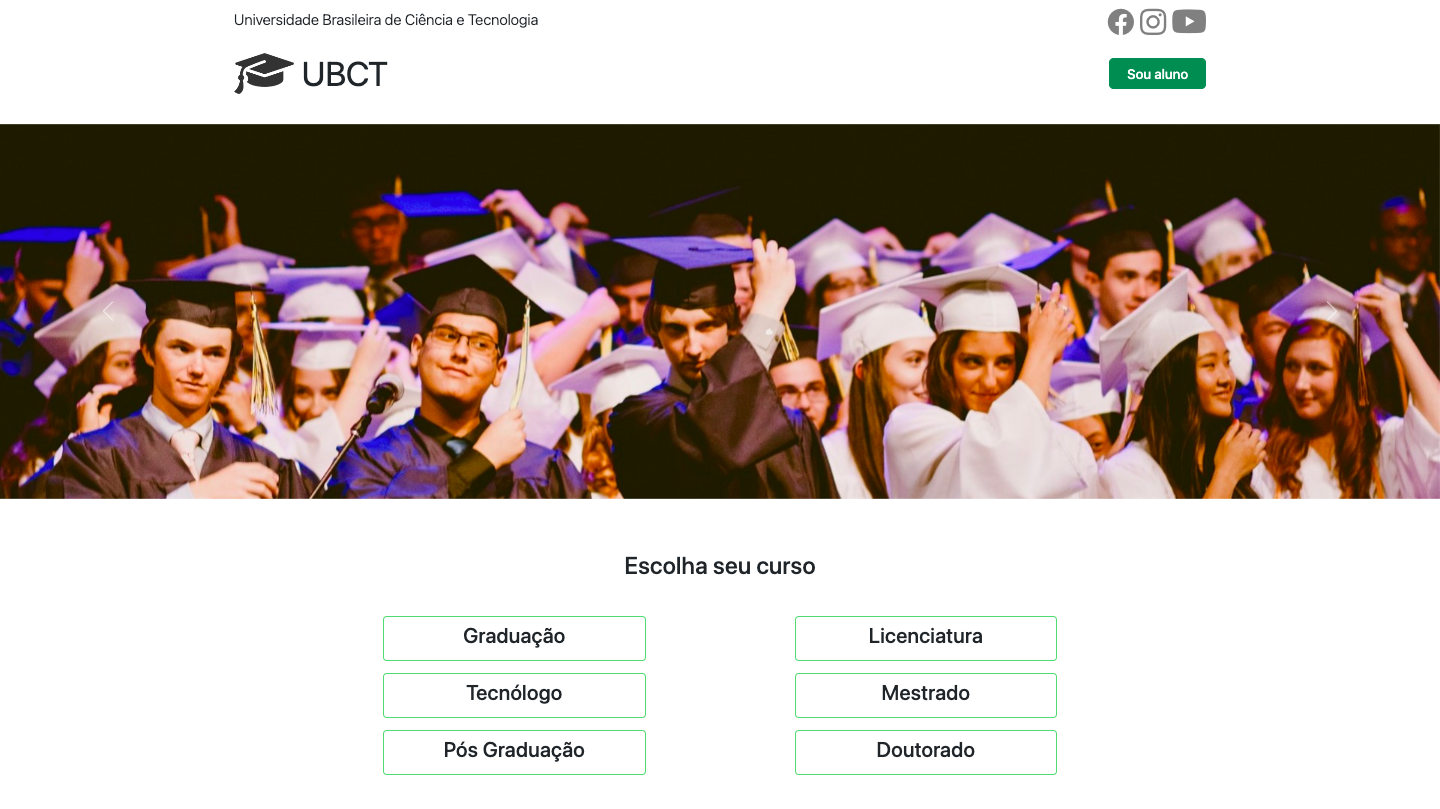 Universidade Brasileira de Ciência e Tecnologia
UBCT
Sou aluno
Escolha seu curso
Graduação
Licenciatura
Tecnólogo
Mestrado
Pós Graduação
Doutorado